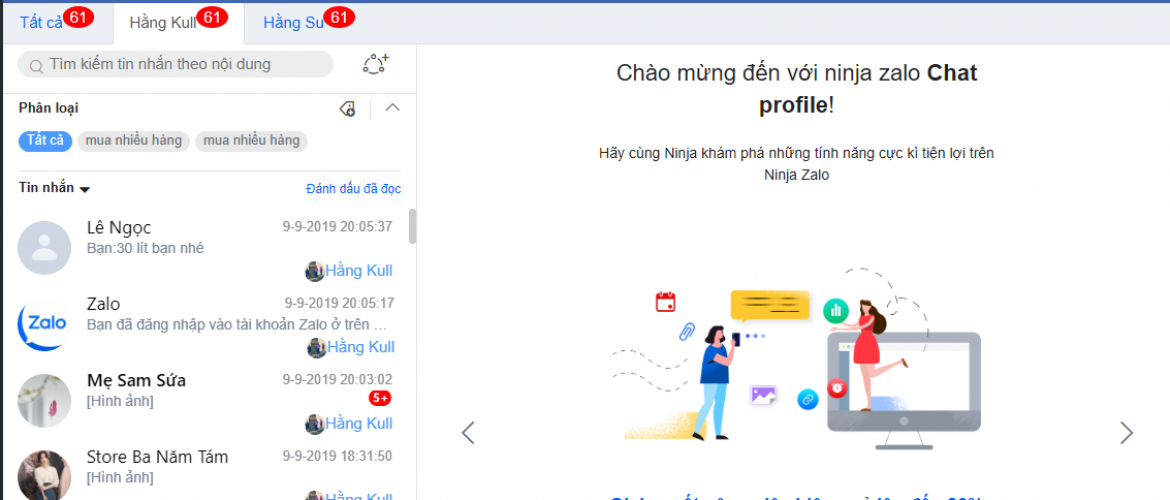 Tất cả 61
Hằng Kull 61
Hằng Su 61
Tìm kiếm tin nhắn theo nội dung
Phân loại
Tất cả mua nhiều hàng mua nhiều hàng
Tin nhắn Đánh dấu đã đọc
Lê Ngọc 9-9-2019 20:05:37
Bạn:30 lít bạn nhé
Hằng Kull
Zalo
Zalo 9-9-2019 20:05:17
Bạn đã đăng nhập vào tài khoản Zalo ở trên ...
Hằng Kull
Mẹ Sam Sứa 9-9-2019 20:03:02
[Hình ảnh] 5+
Hằng Kull
Store Ba Năm Tám 9-9-2019 18:31:50
[Hình ảnh]
Hằng Kull
Chào mừng đến với ninja zalo Chat
profile!
Hãy cùng Ninja khám phá những tính năng cực kì tiện lợi trên
Ninja Zalo